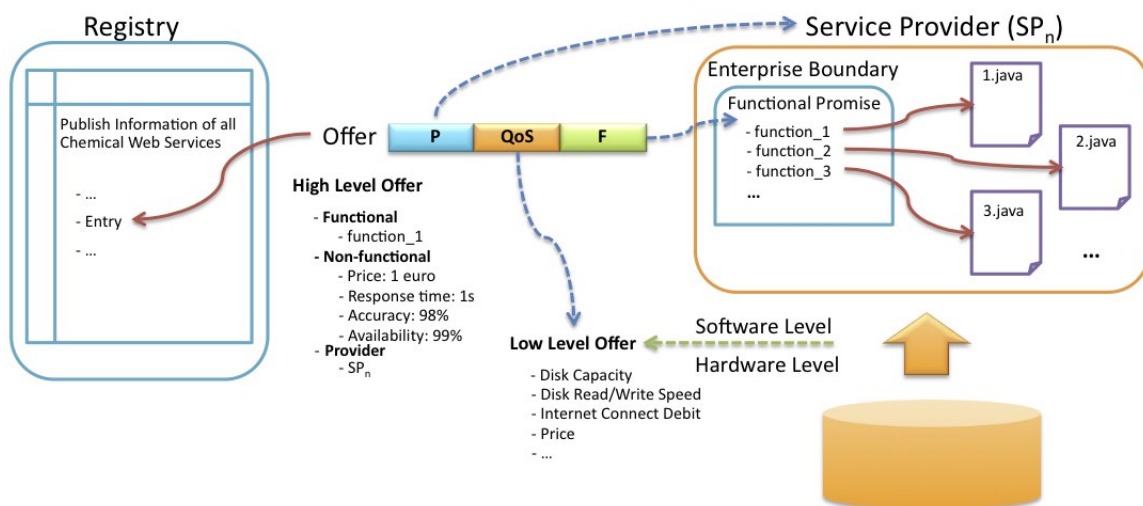 Registry
Publish Information of all
Chemical Web Services
- ...
- Entry
- ...
Offer
P
QoS
F
High Level Offer
- Functional
- function_1
- Non-functional
- Price: 1 euro
- Response time: 1s
- Accuracy: 98%
- Availability: 99%
- Provider
- SPn
Low Level Offer
- Disk Capacity
- Disk Read/Write Speed
- Internet Connect Debit
- Price
- ...
Software Level
Hardware Level
Service Provider (SPn)
Enterprise Boundary
Functional Promise
- function_1
- function_2
- function_3
...
1.java
2.java
3.java
...